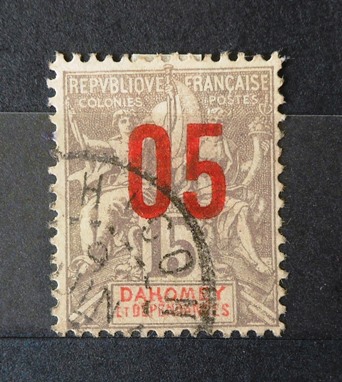 REPVBLIQVE FRANÇAISE
COLONIES POSTES
05
15
DAHOMEY
ET DÉPENDANCES